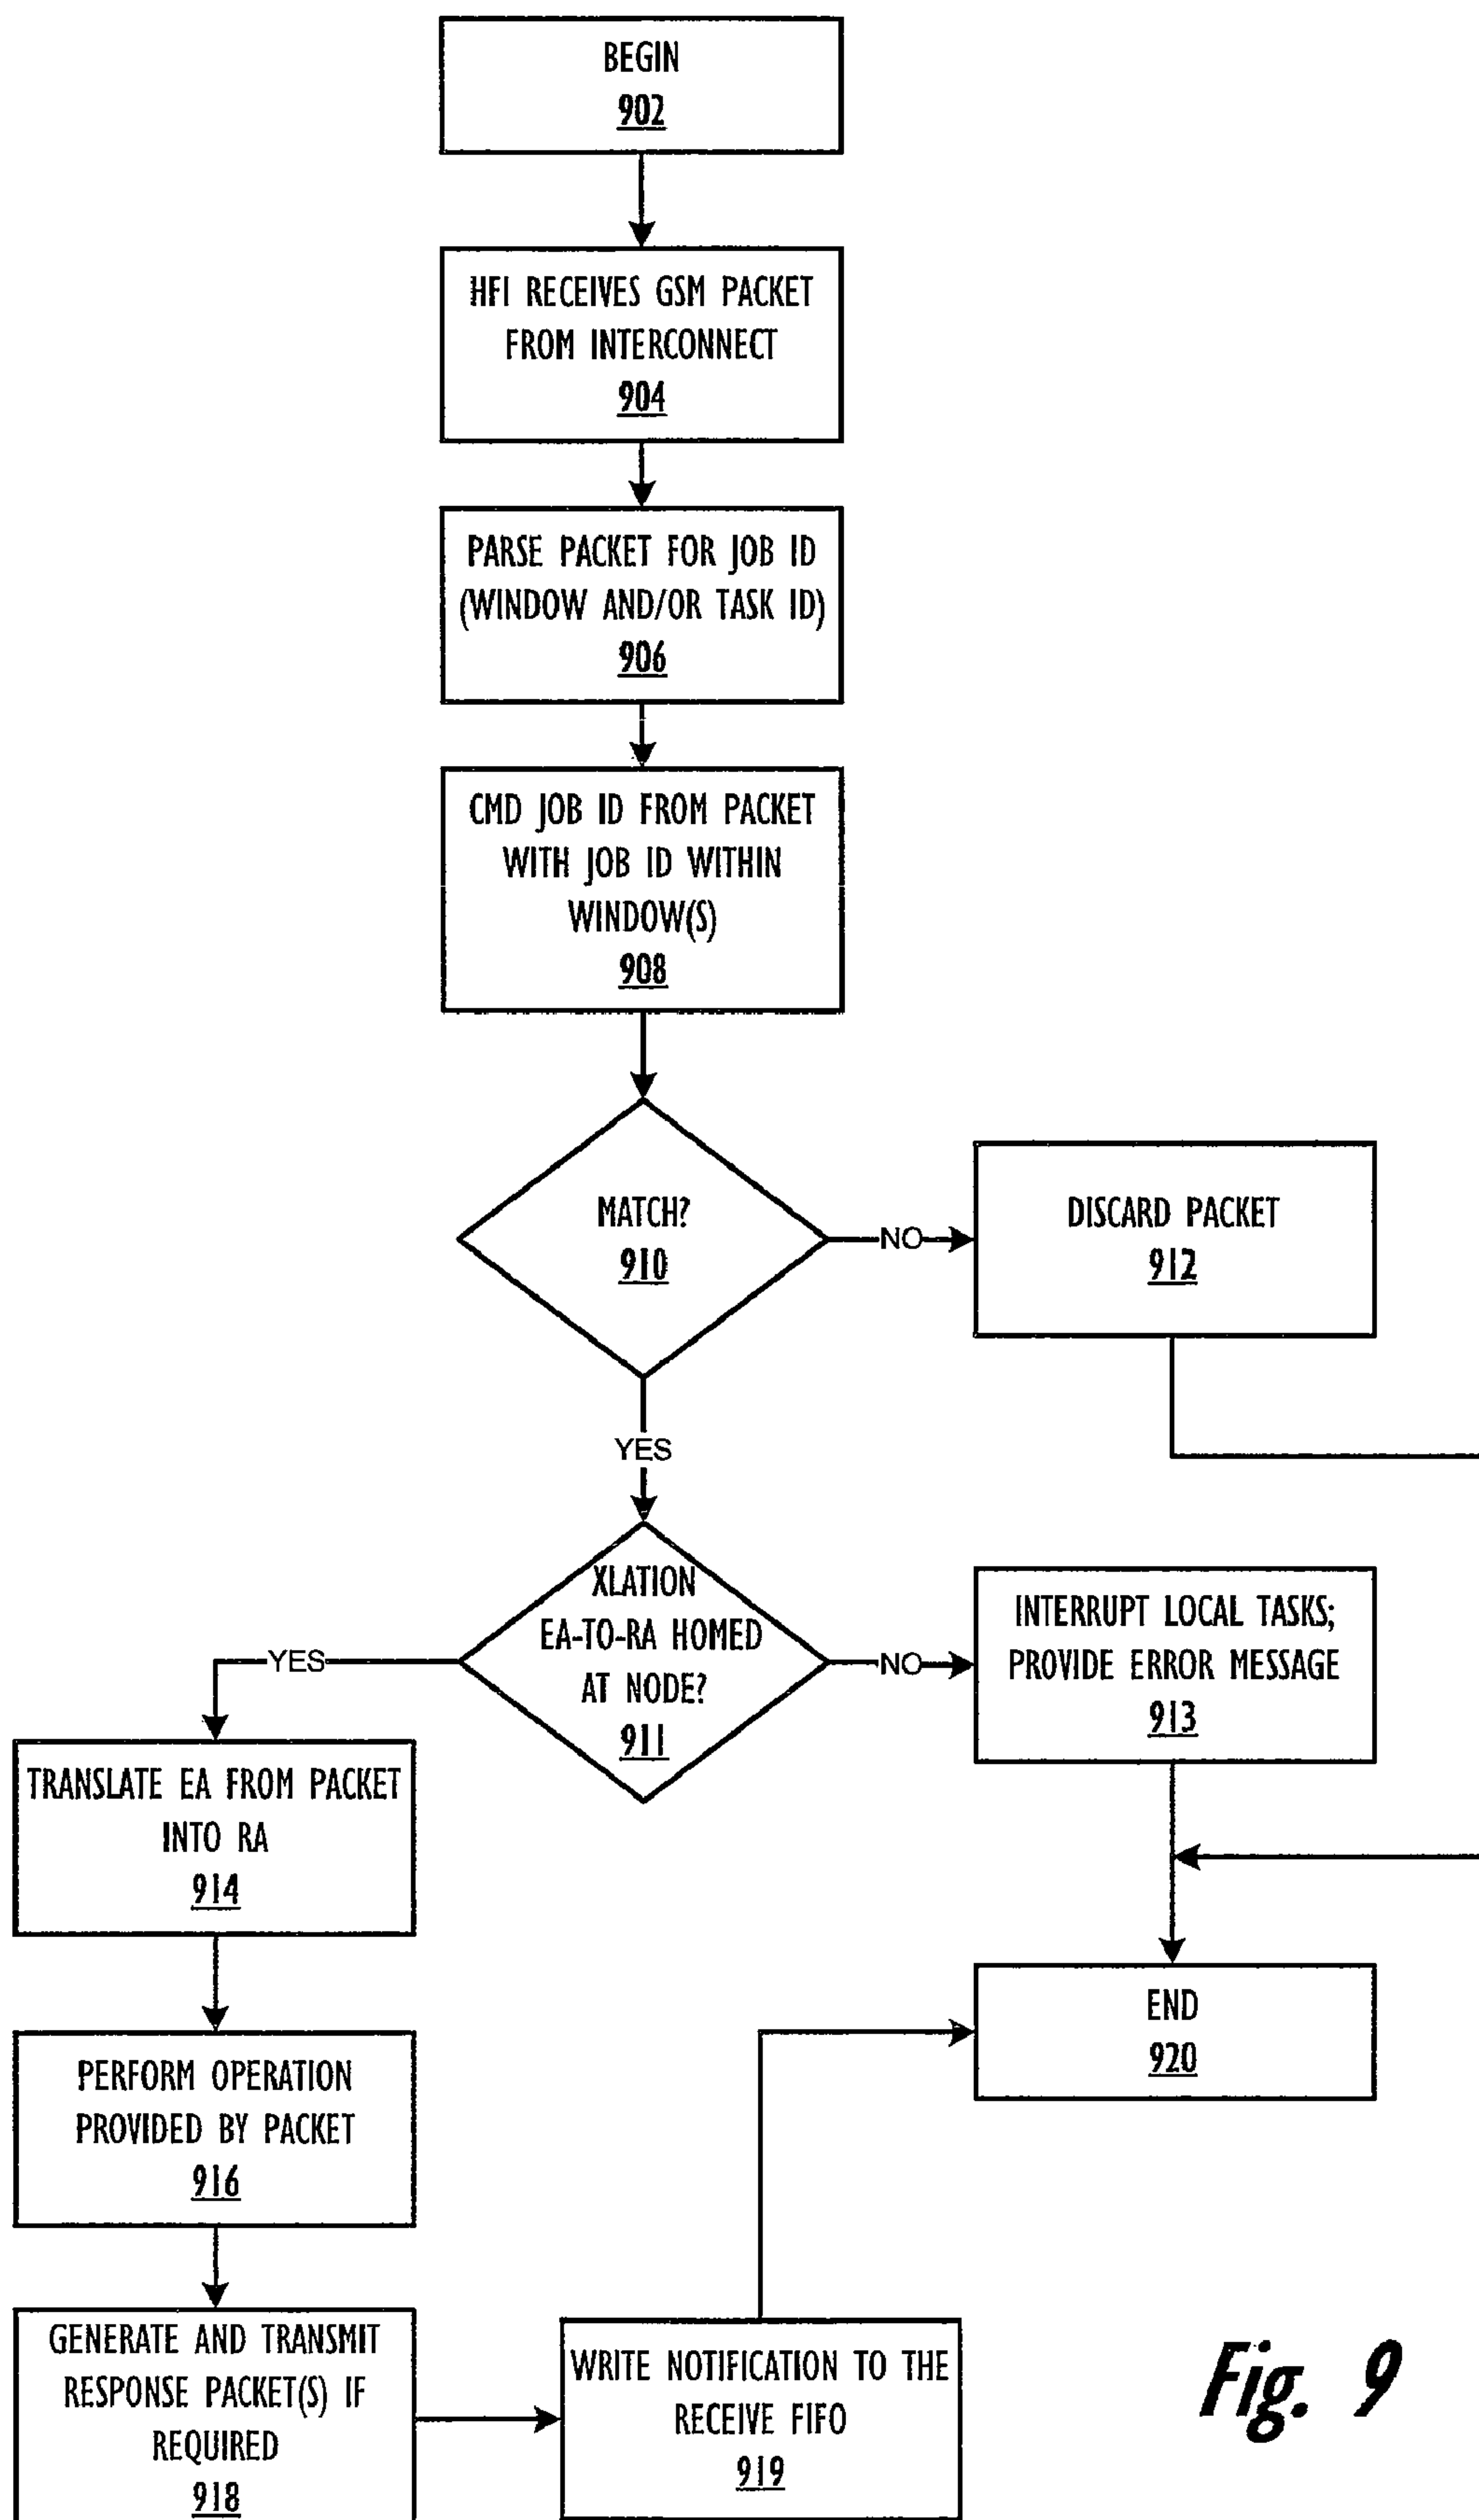 BEGIN
902
HFI RECEIVES GSM PACKET
FROM INTERCONNECT
904
PARSE PACKET FOR JOB ID
(WINDOW AND/OR TASK ID)
906
CMD JOB ID FROM PACKET
WITH JOB ID WITHIN
WINDOW(S)
908
MATCH?
910
NO
DISCARD PACKET
912
YES
XLATION
EA-TO-RA HOMED
AT NODE?
911
NO
INTERRUPT LOCAL TASKS;
PROVIDE ERROR MESSAGE
913
YES
TRANSLATE EA FROM PACKET
INTO RA
914
END
920
PERFORM OPERATION
PROVIDED BY PACKET
916
GENERATE AND TRANSMIT
RESPONSE PACKET(S) IF
REQUIRED
918
WRITE NOTIFICATION TO THE
RECEIVE FIFO
919
Fig. 9